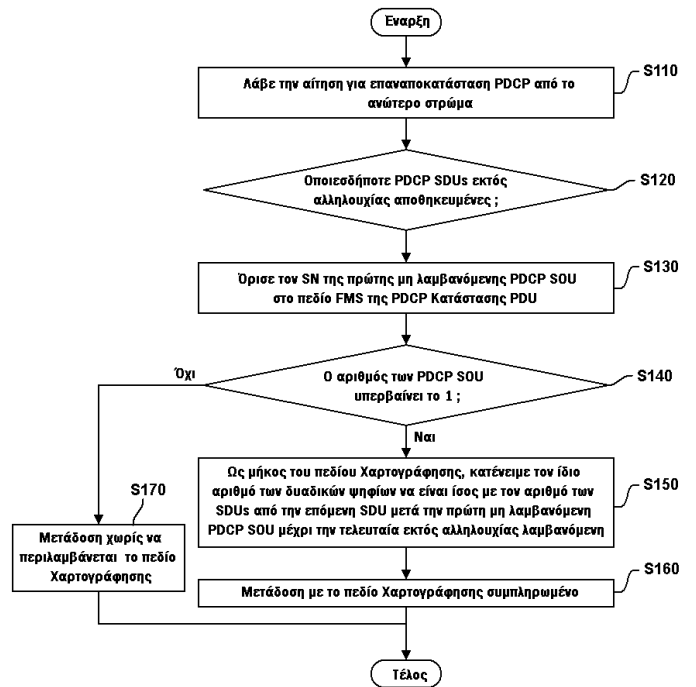 Έναρξη
Λάβε την αίτηση για επαναποκατάσταση PDCP από το
ανώτερο στρώμα
S110
Οποιεσδήποτε PDCP SDUs εκτός
αλληλουχίας αποθηκευμένες ;
S120
Όρισε τον SN της πρώτης μη λαμβανόμενης PDCP SOU
στο πεδίο FMS της PDCP Κατάστασης PDU
S130
Ο αριθμός των PDCP SOU
υπερβαίνει το 1 ;
S140
Όχι
Ναι
Ως μήκος του πεδίου Χαρτογράφησης, κατένειμε τον ίδιο
αριθμό των δυαδικών ψηφίων να είναι ίσος με τον αριθμό των
SDUs από την επόμενη SDU μετά την πρώτη μη λαμβανόμενη
PDCP SOU μέχρι την τελευταία εκτός αλληλουχίας λαμβανόμενη
S150
S170
Μετάδοση χωρίς να
περιλαμβάνεται το πεδίο
Χαρτογράφησης
Μετάδοση με το πεδίο Χαρτογράφησης συμπληρωμένο
S160
Τέλος